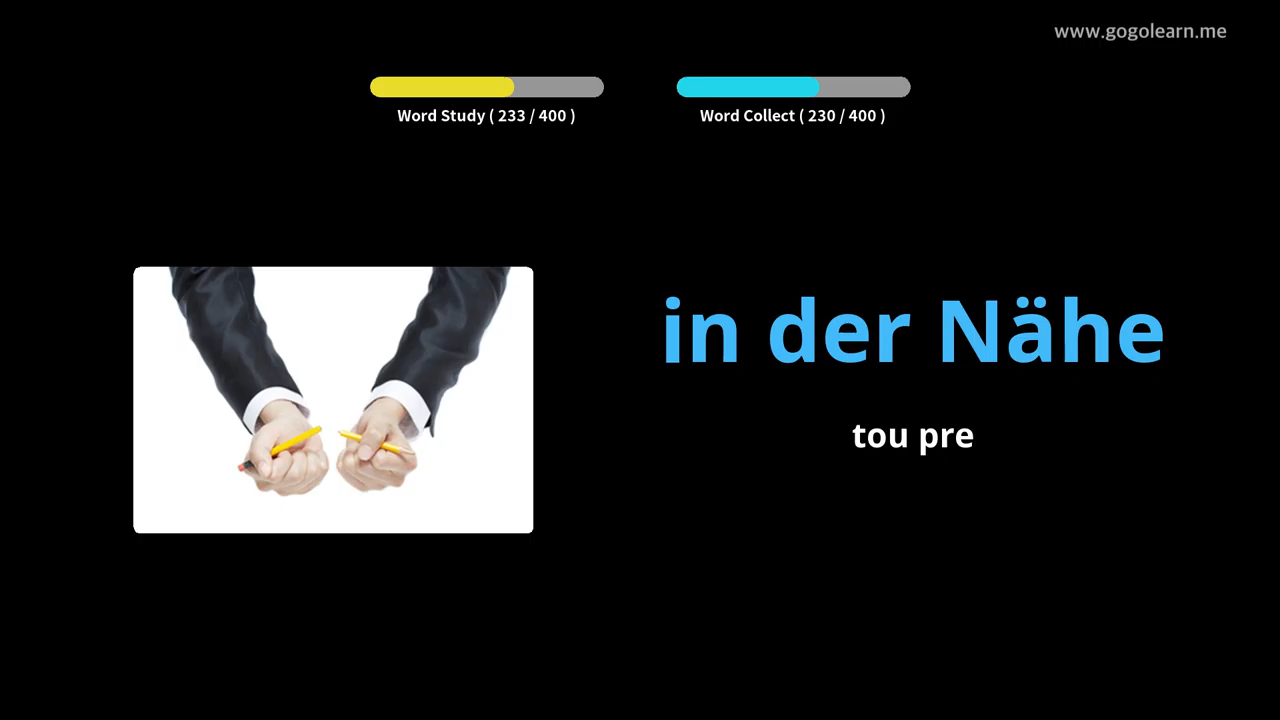 www.gogolearn.me
Word Study ( 233 / 400 )
Word Collect ( 230 / 400 )
in der Nähe
tou pre